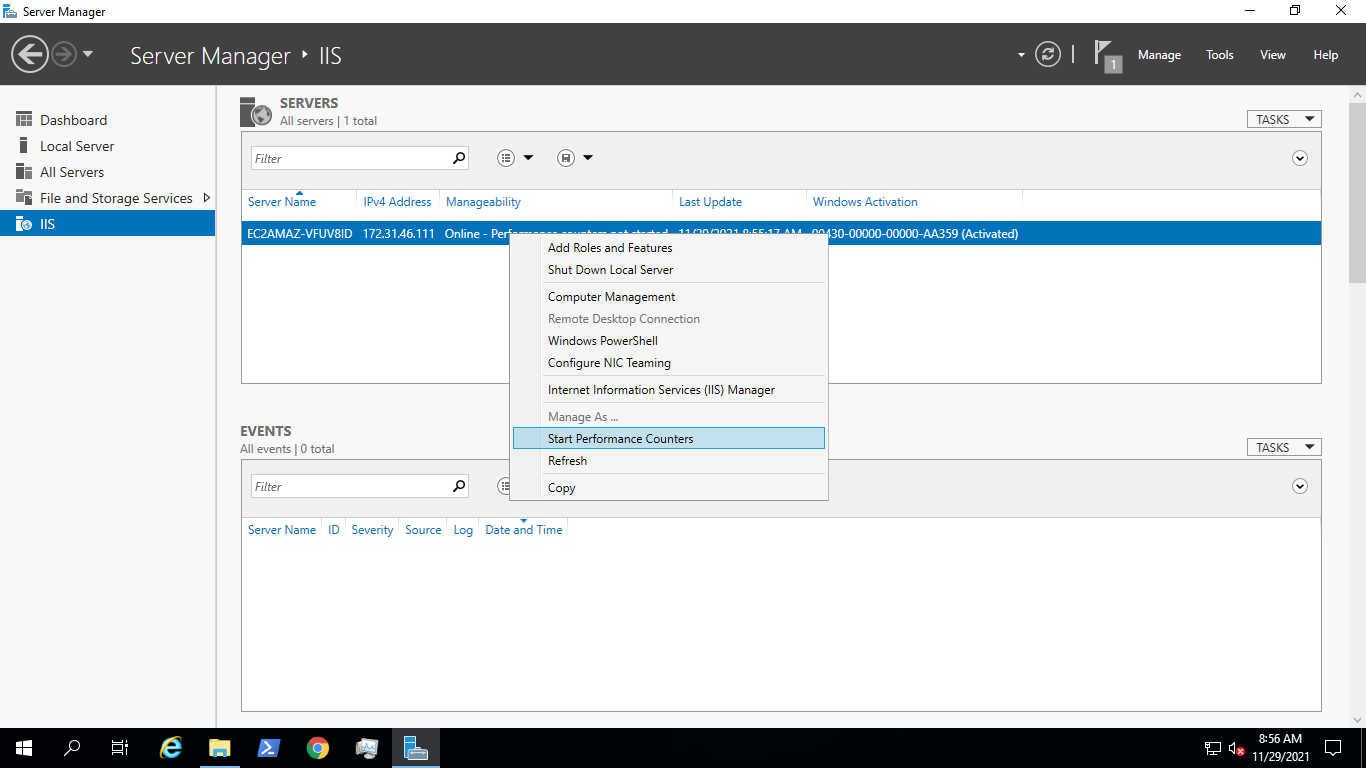 Server Manager
Server Manager
IIS
1
Manage
Tools
View
Help
Dashboard
Local Server
All Servers
File and Storage Services
IIS
SERVERS
All servers | 1 total
TASKS
Filter
Server Name
IPv4 Address
Manageability
Last Update
Windows Activation
EC2AMAZ-VFUV8ID 172.31.46.111 Online - Performance counters not started 11/29/2021 8:55:17 AM 00430-00000-00000-AA359 (Activated)
Add Roles and Features
Shut Down Local Server
Computer Management
Remote Desktop Connection
Windows PowerShell
Configure NIC Teaming
Internet Information Services (IIS) Manager
Manage As ...
Start Performance Counters
Refresh
Copy
EVENTS
All events | 0 total
TASKS
Filter
Server Name
ID
Severity
Source
Log
Date and Time
8:56 AM
11/29/2021